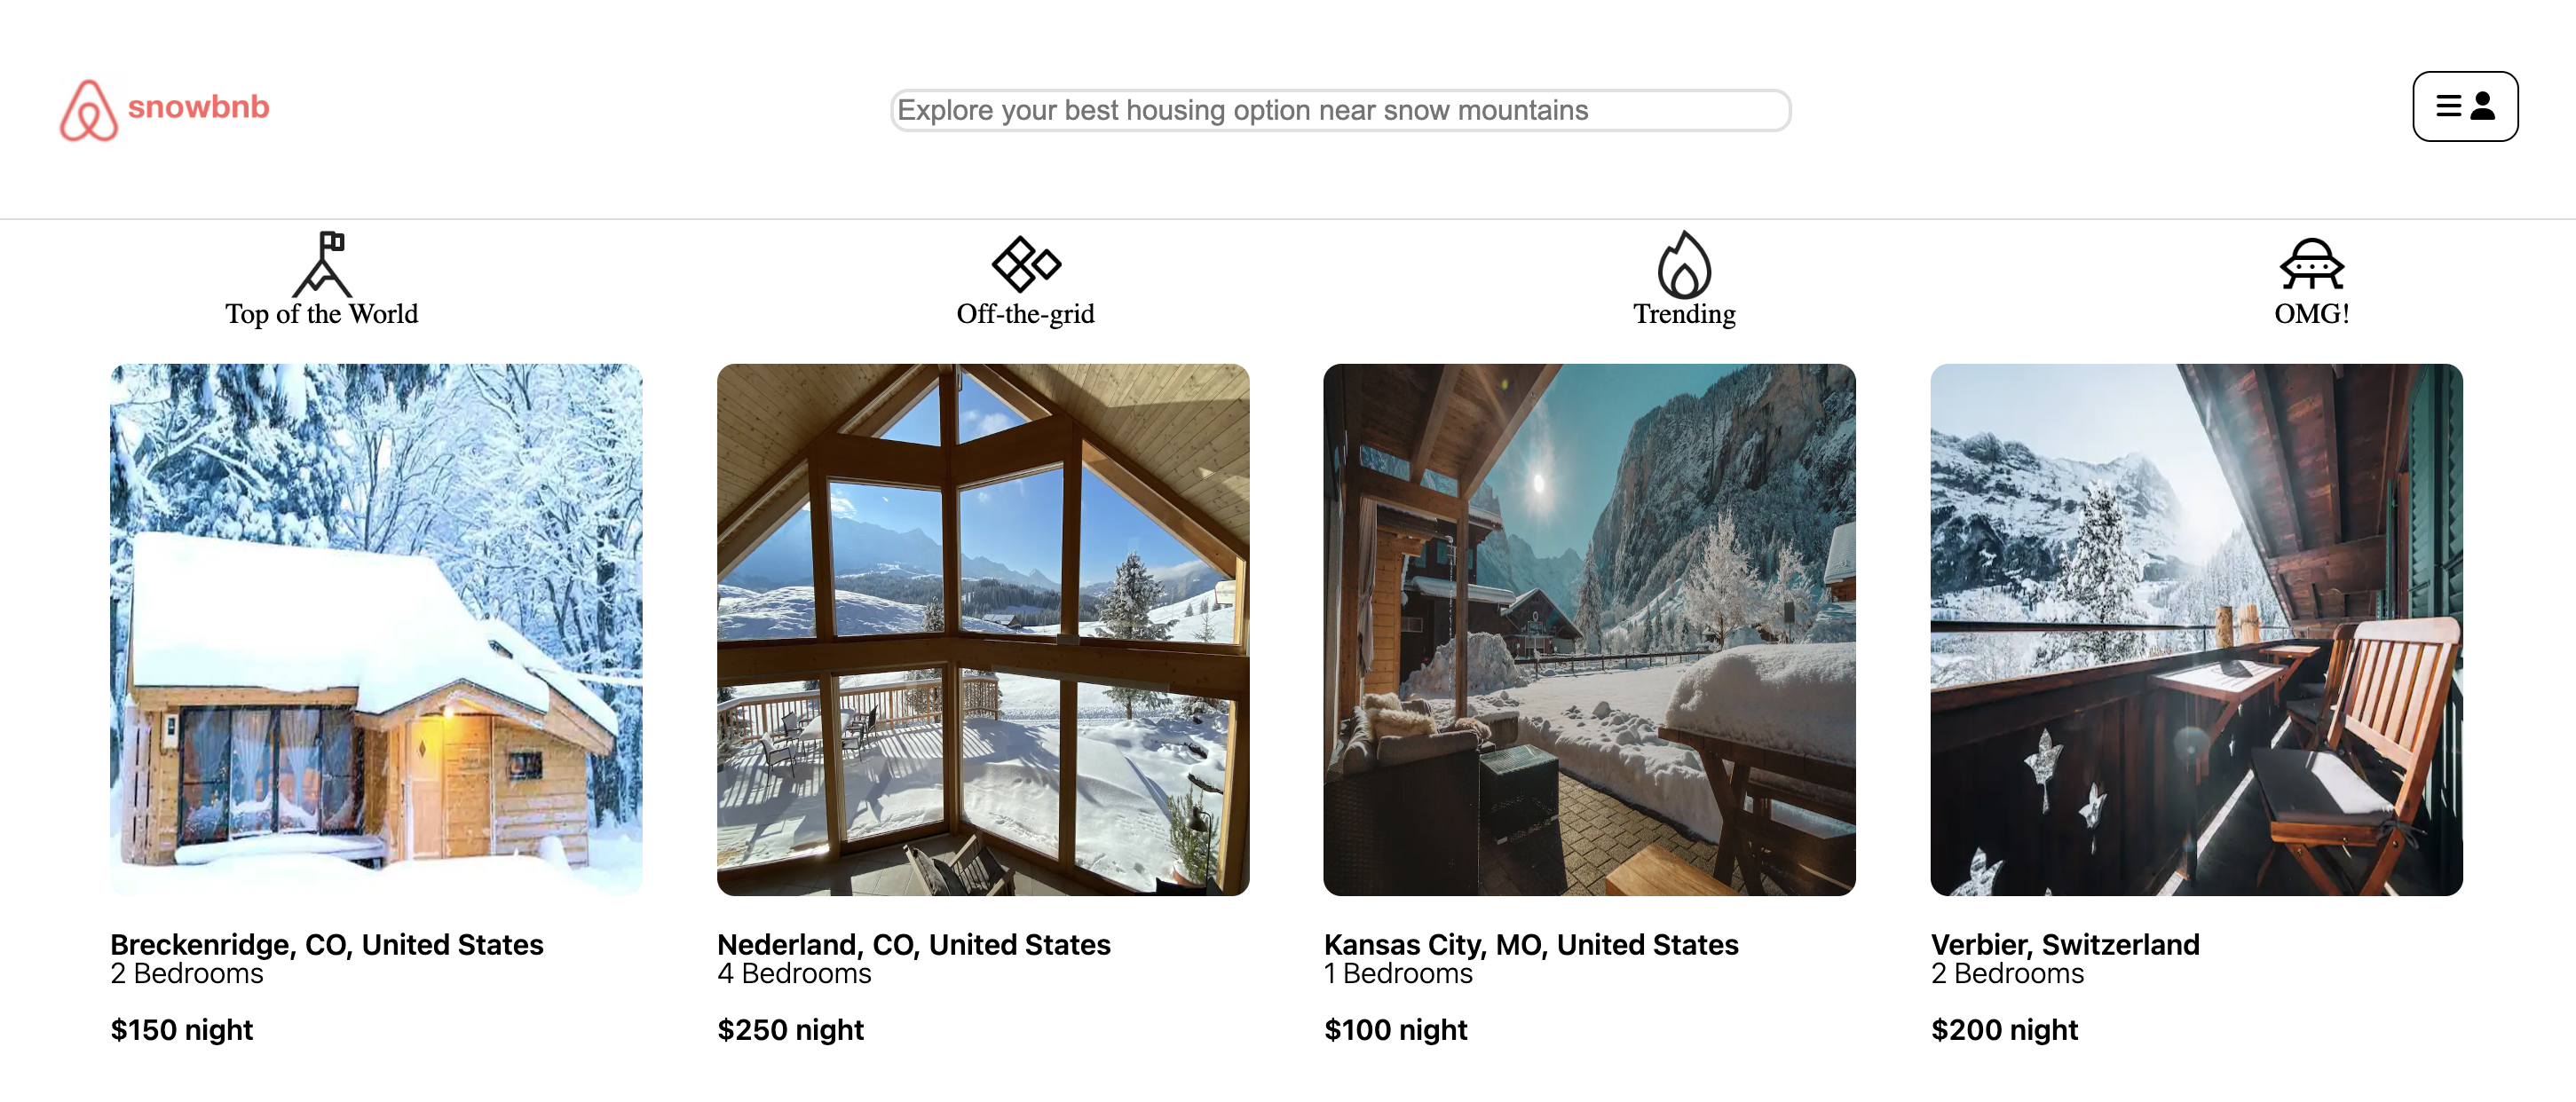 snowbnb
Explore your best housing option near snow mountains
Top of the World
Off-the-grid
Trending
OMG!
Breckenridge, CO, United States
2 Bedrooms
$150 night
Nederland, CO, United States
4 Bedrooms
$250 night
Kansas City, MO, United States
1 Bedrooms
$100 night
Verbier, Switzerland
2 Bedrooms
$200 night